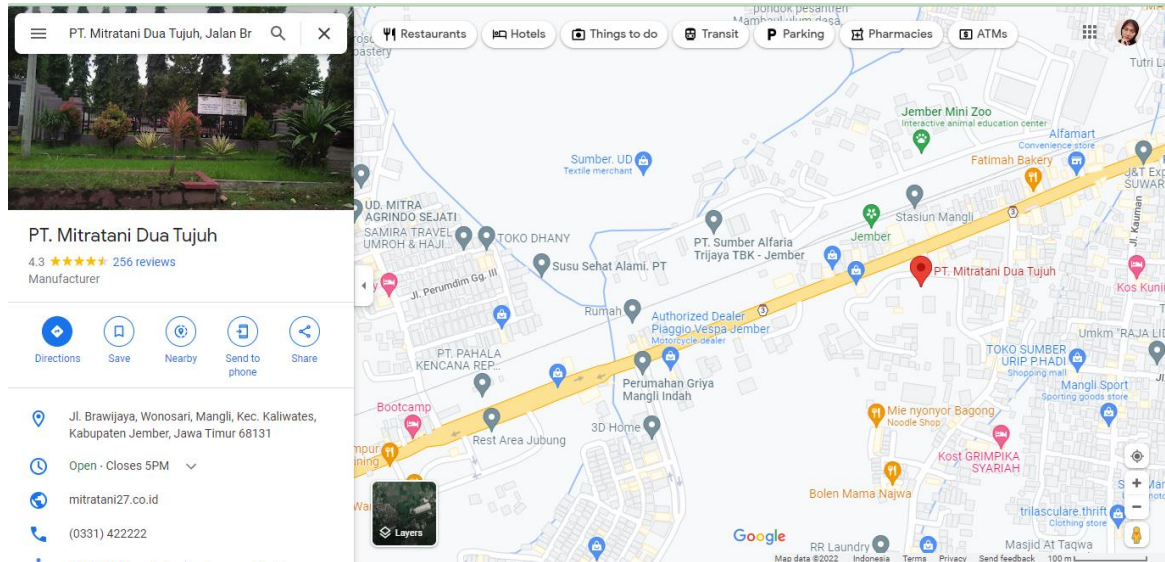 PT. Mitratani Dua Tujuh, Jalan Br
PT. Mitratani Dua Tujuh
4.3
256 reviews
Manufacturer
Directions
Save
Nearby
Send to
phone
Share
Jl. Brawijaya, Wonosari, Mangli, Kec. Kaliwates,
Kabupaten Jember, Jawa Timur 68131
Open · Closes 5PM
mitratani27.co.id
(0331) 422222
Restaurants
Hotels
Things to do
Transit
Parking
Pharmacies
ATMs
pondok pesantren
Mambaul ulum desa
Tutri
Jember Mini Zoo
Interactive animal education center
Alfamart
Convenience store
Sumber. UD
Textile merchant
Fatimah Bakery
J&T Exp
SUWAR
UD. MITRA
AGRINDO SEJATI
SAMIRA TRAVEL
UMROH & HAJI...
TOKO DHANY
Stasiun Mangli
3
Jl. Kauman
Jember
PT. Sumber Alfaria
Trijaya TBK - Jember
Susu Sehat Alami. PT
PT. Mitratani Dua Tujuh
Jl. Perumdim Gg. III
Kos Kuni
Rumah
3
Authorized Dealer
Piaggio Vespa Jember
Motorcycle dealer
Umkm "RAJA LI
PT. PAHALA
KENCANA REP...
TOKO SUMBER
URIP P.HADI
Shopping mall
Perumahan Griya
Mangli Indah
Mangli Sport
Sporting goods store
Bootcamp
Mie nyonyor Bagong
Noodle Shop
3D Home
Rest Area Jubung
Kost GRIMPIKA
SYARIAH
Bolen Mama Najwa
trilasculare.thrift
Clothing store
Layers
Google
RR Laundry
Masjid At Taqwa
Map data ©2022
Indonesia
Terms
Privacy
Send feedback
100 m